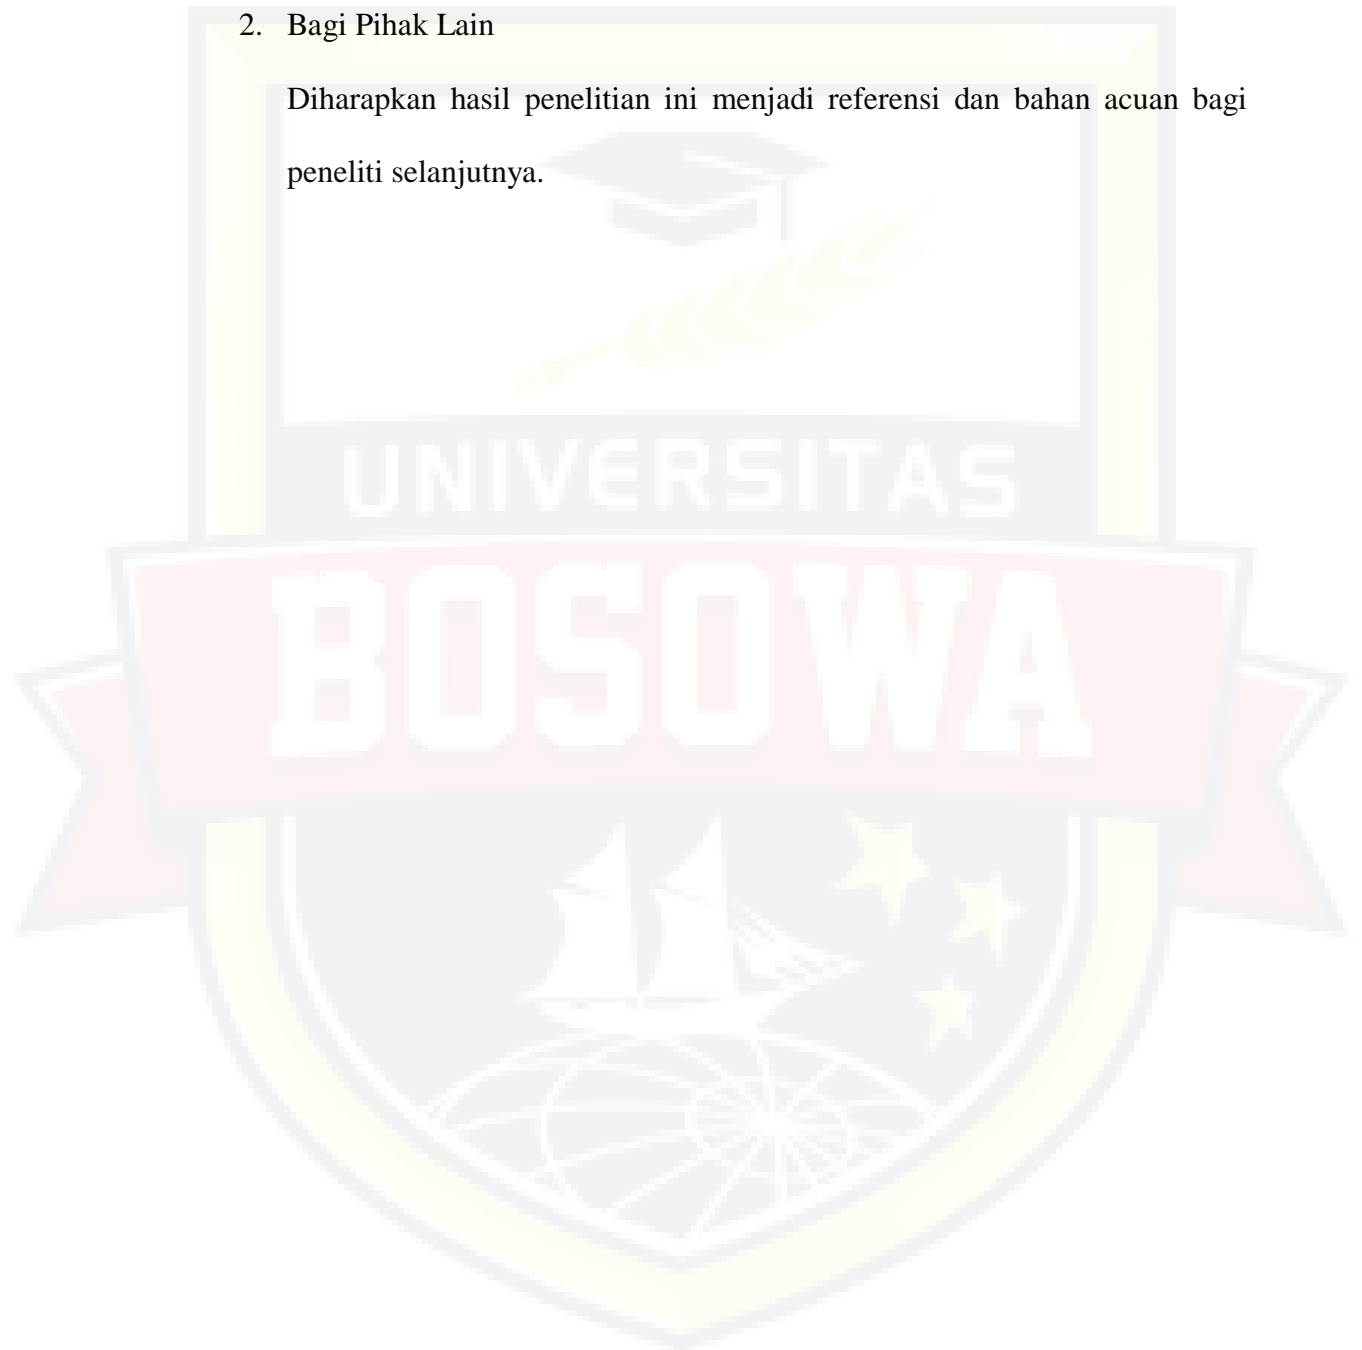 2. Bagi Pihak Lain
Diharapkan hasil penelitian ini menjadi referensi dan bahan acuan bagi
peneliti selanjutnya.
UNIVERSITAS
BOSOWA